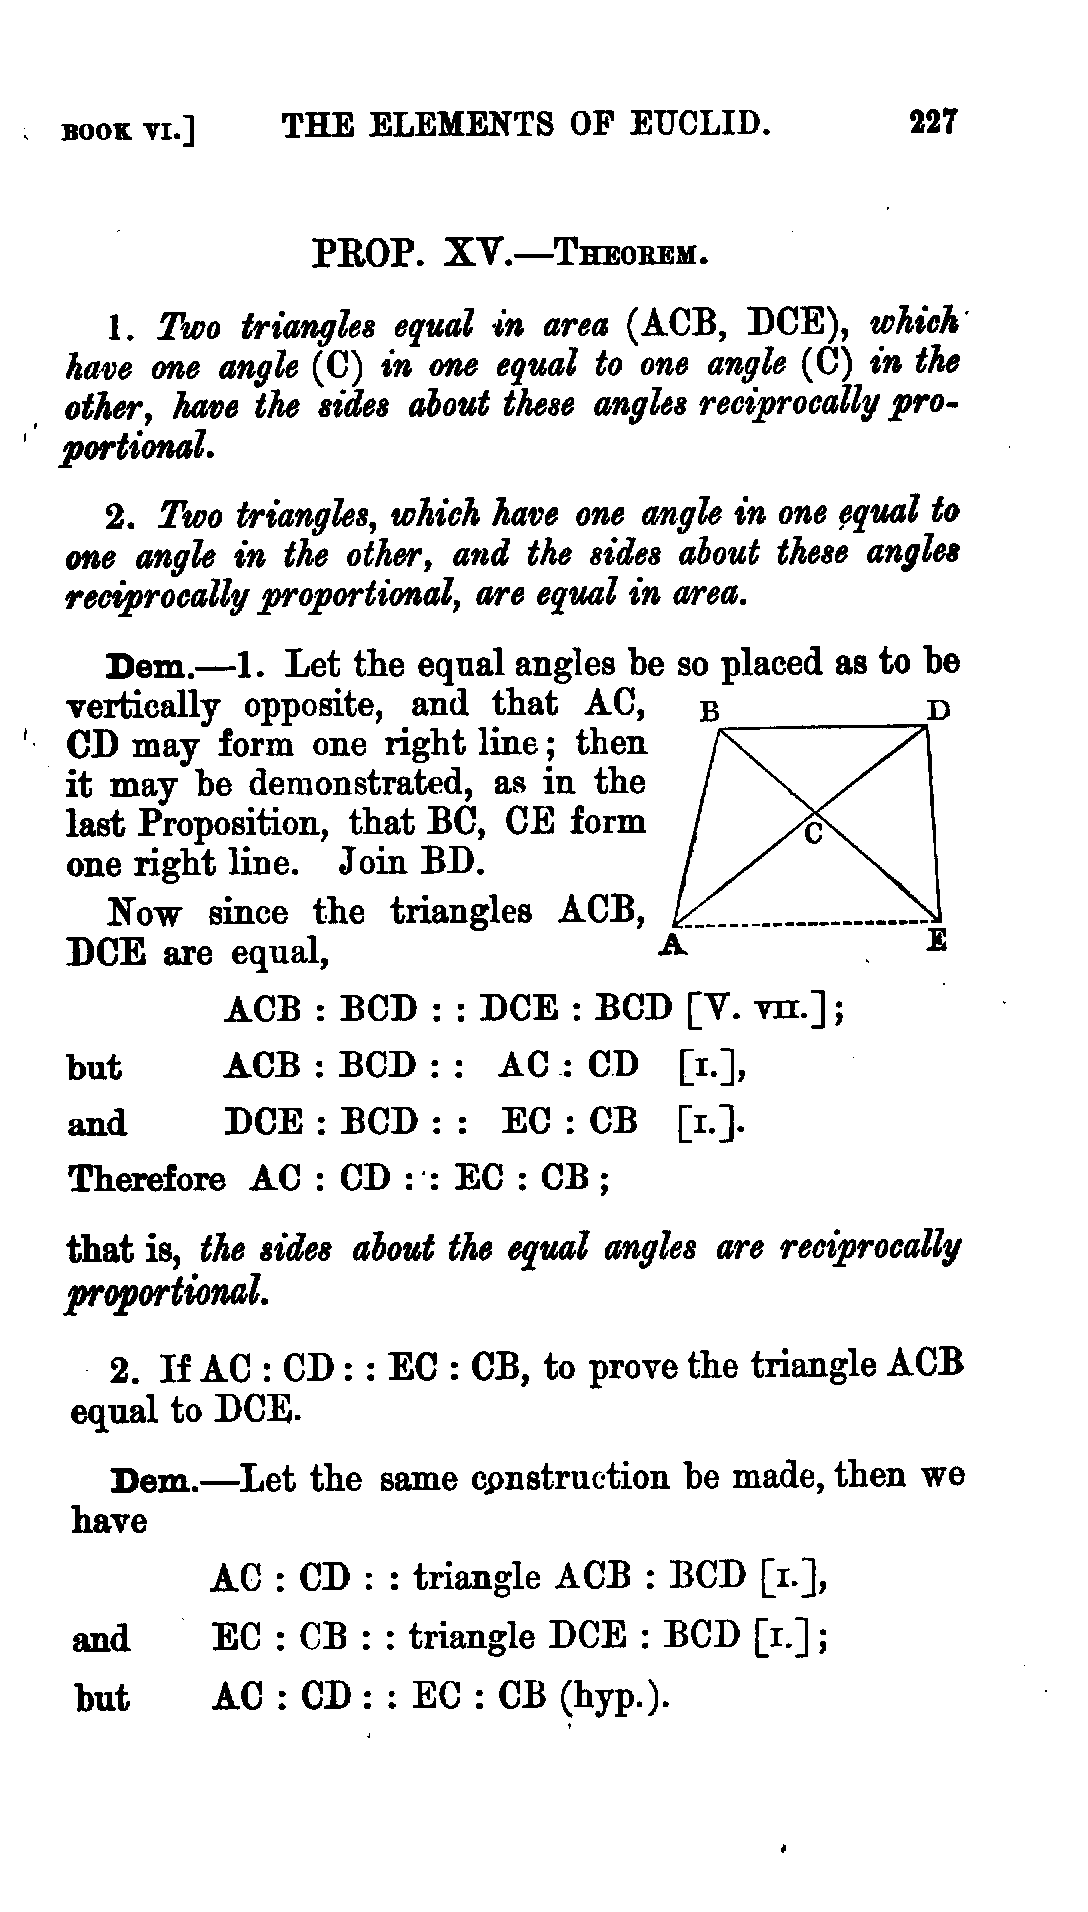 BOOK VI.] THE ELEMENTS OF EUCLID. 227
PROP. XV.—Theorem.
1. Two triangles equal in area (ACB, DCE), which
have one angle (C) in one equal to one angle (C) in the
other, have the sides about these angles reciprocally pro-
portional.
2. Two triangles, which have one angle in one equal to
one angle in the other, and the sides about these angles
reciprocally proportional, are equal in area.
Dem.—1. Let the equal angles be so placed as to be
vertically opposite, and that AC,
CD may form one right line; then
it may be demonstrated, as in the
last Proposition, that BC, CE form
one right line. Join BD.
Now since the triangles ACB,
DCE are equal,
B D
C
A E
ACB : BCD : : DCE : BCD [V. VII.];
but ACB : BCD : : AC : CD [I.],
and DCE : BCD : : EC : CB [I.].
Therefore AC : CD : : EC : CB;
that is, the sides about the equal angles are reciprocally
proportional.
2. If AC : CD : : EC : CB, to prove the triangle ACB
equal to DCE.
Dem.—Let the same construction be made, then we
have
AC : CD : : triangle ACB : BCD [I.],
and EC : CB : : triangle DCE : BCD [I.];
but AC : CD : : EC : CB (hyp.).